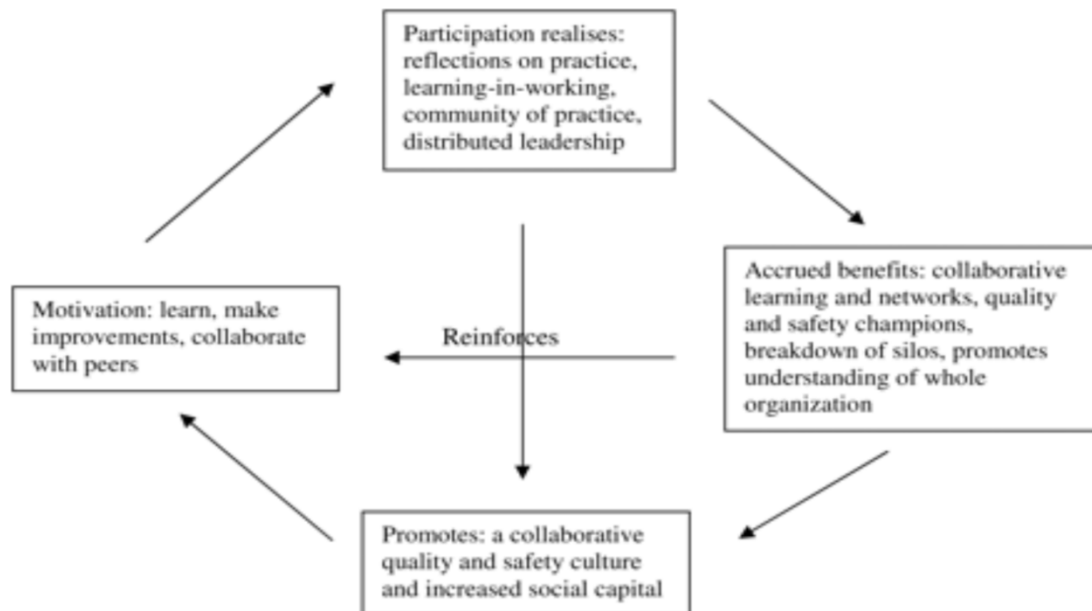 Participation realises:
reflections on practice,
learning-in-working,
community of practice,
distributed leadership
Accrued benefits: collaborative
learning and networks, quality
and safety champions,
breakdown of silos, promotes
understanding of whole
organization
Motivation: learn, make
improvements, collaborate
with peers
Reinforces
Promotes: a collaborative
quality and safety culture
and increased social capital